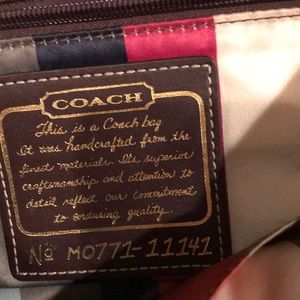 COACH
This is a Coach bag.
It was handcrafted from the
finest materials. Its superior
craftsmanship and attention to
detail reflect our commitment
to enduring quality.
No M0771-11141